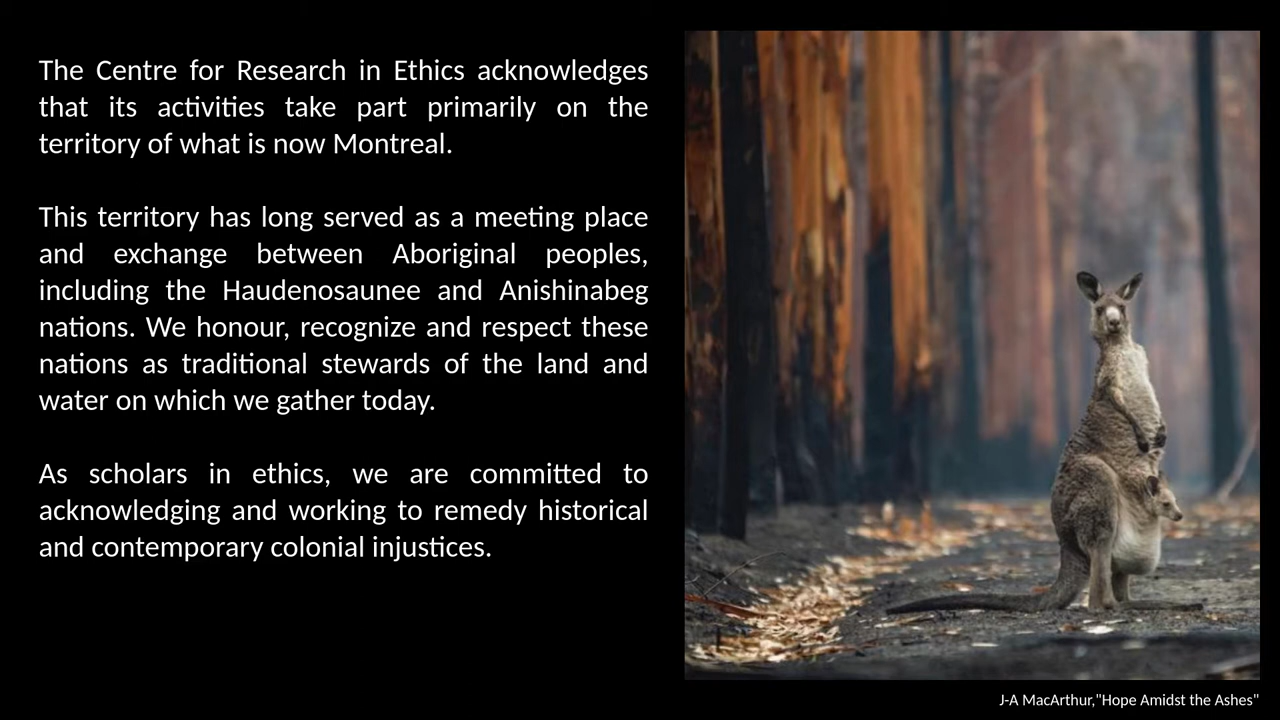 The Centre for Research in Ethics acknowledges
that its activities take part primarily on the
territory of what is now Montreal.
This territory has long served as a meeting place
and exchange between Aboriginal peoples,
including the Haudenosaunee and Anishinabeg
nations. We honour, recognize and respect these
nations as traditional stewards of the land and
water on which we gather today.
As scholars in ethics, we are committed to
acknowledging and working to remedy historical
and contemporary colonial injustices.
J-A MacArthur,"Hope Amidst the Ashes"